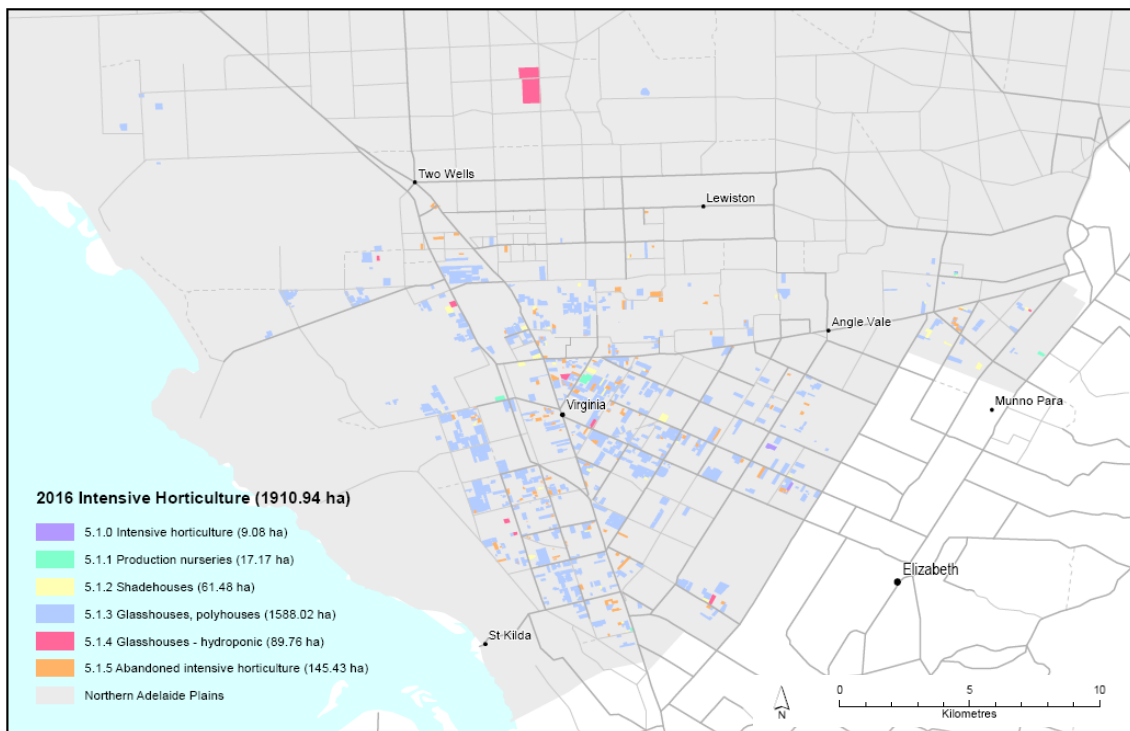 Two Wells
Lewiston
Angle Vale
Munno Para
Virginia
Elizabeth
St Kilda
2016 Intensive Horticulture (1910.94 ha)
5.1.0 Intensive horticulture (9.08 ha)
5.1.1 Production nurseries (17.17 ha)
5.1.2 Shadehouses (61.48 ha)
5.1.3 Glasshouses, polyhouses (1588.02 ha)
5.1.4 Glasshouses - hydroponic (89.76 ha)
5.1.5 Abandoned intensive horticulture (145.43 ha)
Northern Adelaide Plains
N
0 5 10
Kilometres